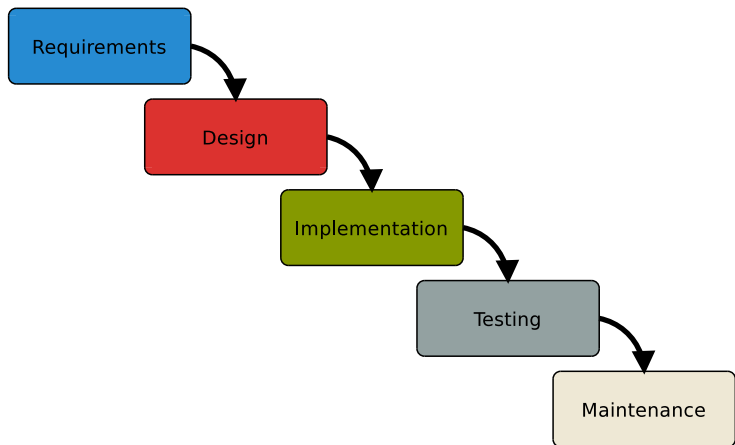 Requirements
Design
Implementation
Testing
Maintenance